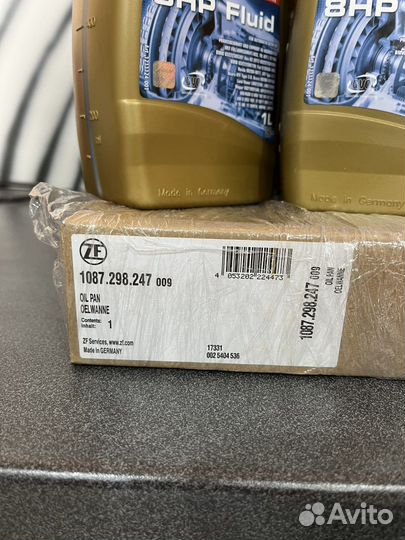 8HP Fluid
8HP
1L
Made in Germany
Made in Germany
ZF
1087.298.247 009
OIL PAN
OELWANNE
Contents:
Inhalt: 1
ZF Services, www.zf.com
Made in GERMANY
4 053202 224473
17331
002 5404 536
1087.298.247 009
OIL PAN
OELWANNE
Avito